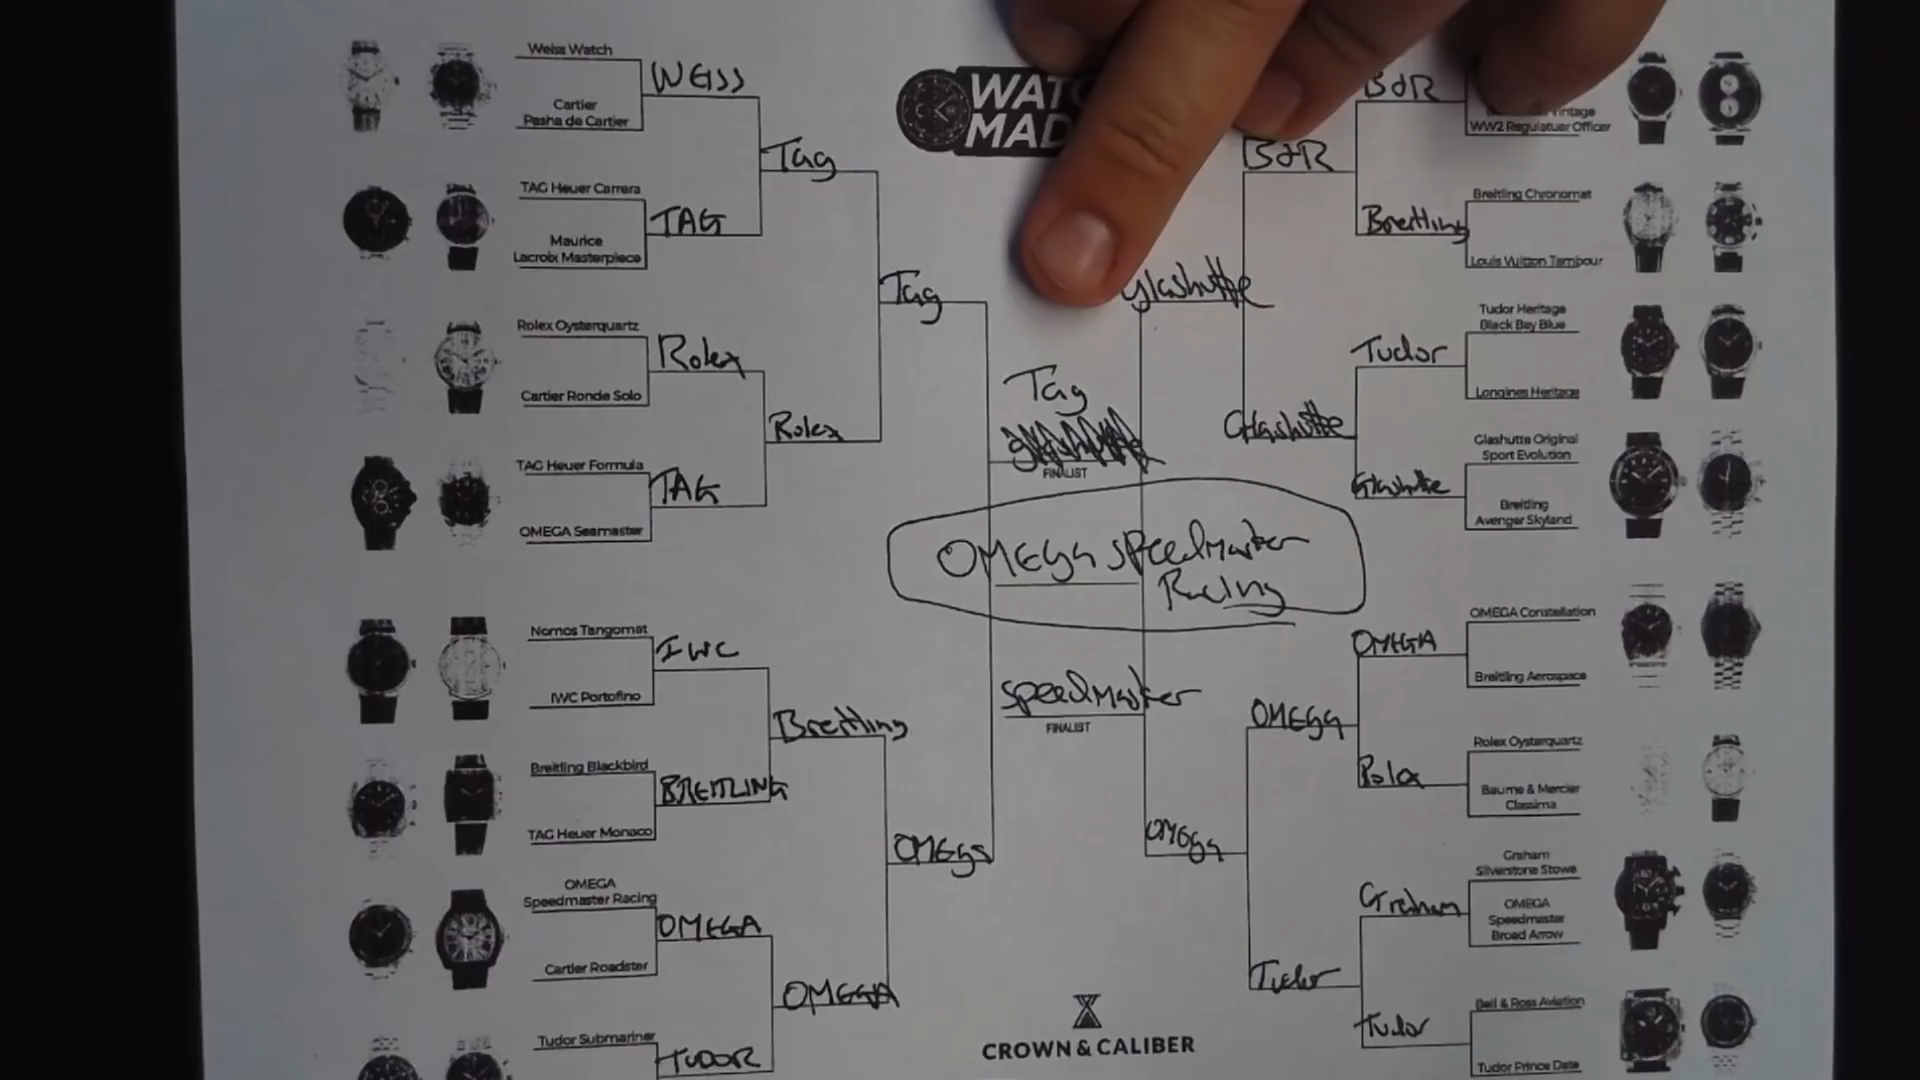 Weiss Watch
Cartier
Pasha de Cartier
WEISS
TAG Heuer Carrera
Maurice
Lacroix Masterpiece
TAG
Tag
Rolex Oysterquartz
Cartier Ronde Solo
Rolex
TAG Heuer Formula
OMEGA Seamaster
TAG
Rolex
Tag
Nomos Tangomat
IWC Portofino
IWC
Breitling Blackbird
TAG Heuer Monaco
BREITLING
Breitling
OMEGA
Speedmaster Racing
Cartier Roadster
OMEGA
Tudor Submariner
TUDOR
OMEGA
OMEGA
WATC
MAD
Tag
FINALIST
OMEGA Speedmaster
Racing
Speedmaster
FINALIST
CROWN & CALIBER
B&R
WW2 Regulatuer Officer
Breitling Chronomat
Louis Vuitton Tambour
Breitling
B&R
Tudor Heritage
Black Bay Blue
Longines Heritage
Tudor
Glashutte Original
Sport Evolution
Breitling
Avenger Skyland
Glashutte
Glashutte
Glashutte
OMEGA Constellation
Breitling Aerospace
OMEGA
Rolex Oysterquartz
Baume & Mercier
Classima
Rolex
OMEGA
Graham
Silverstone Stowe
OMEGA
Speedmaster
Broad Arrow
Graham
Bell & Ross Aviation
Tudor Prince Date
Tudor
Tudor
OMEGA